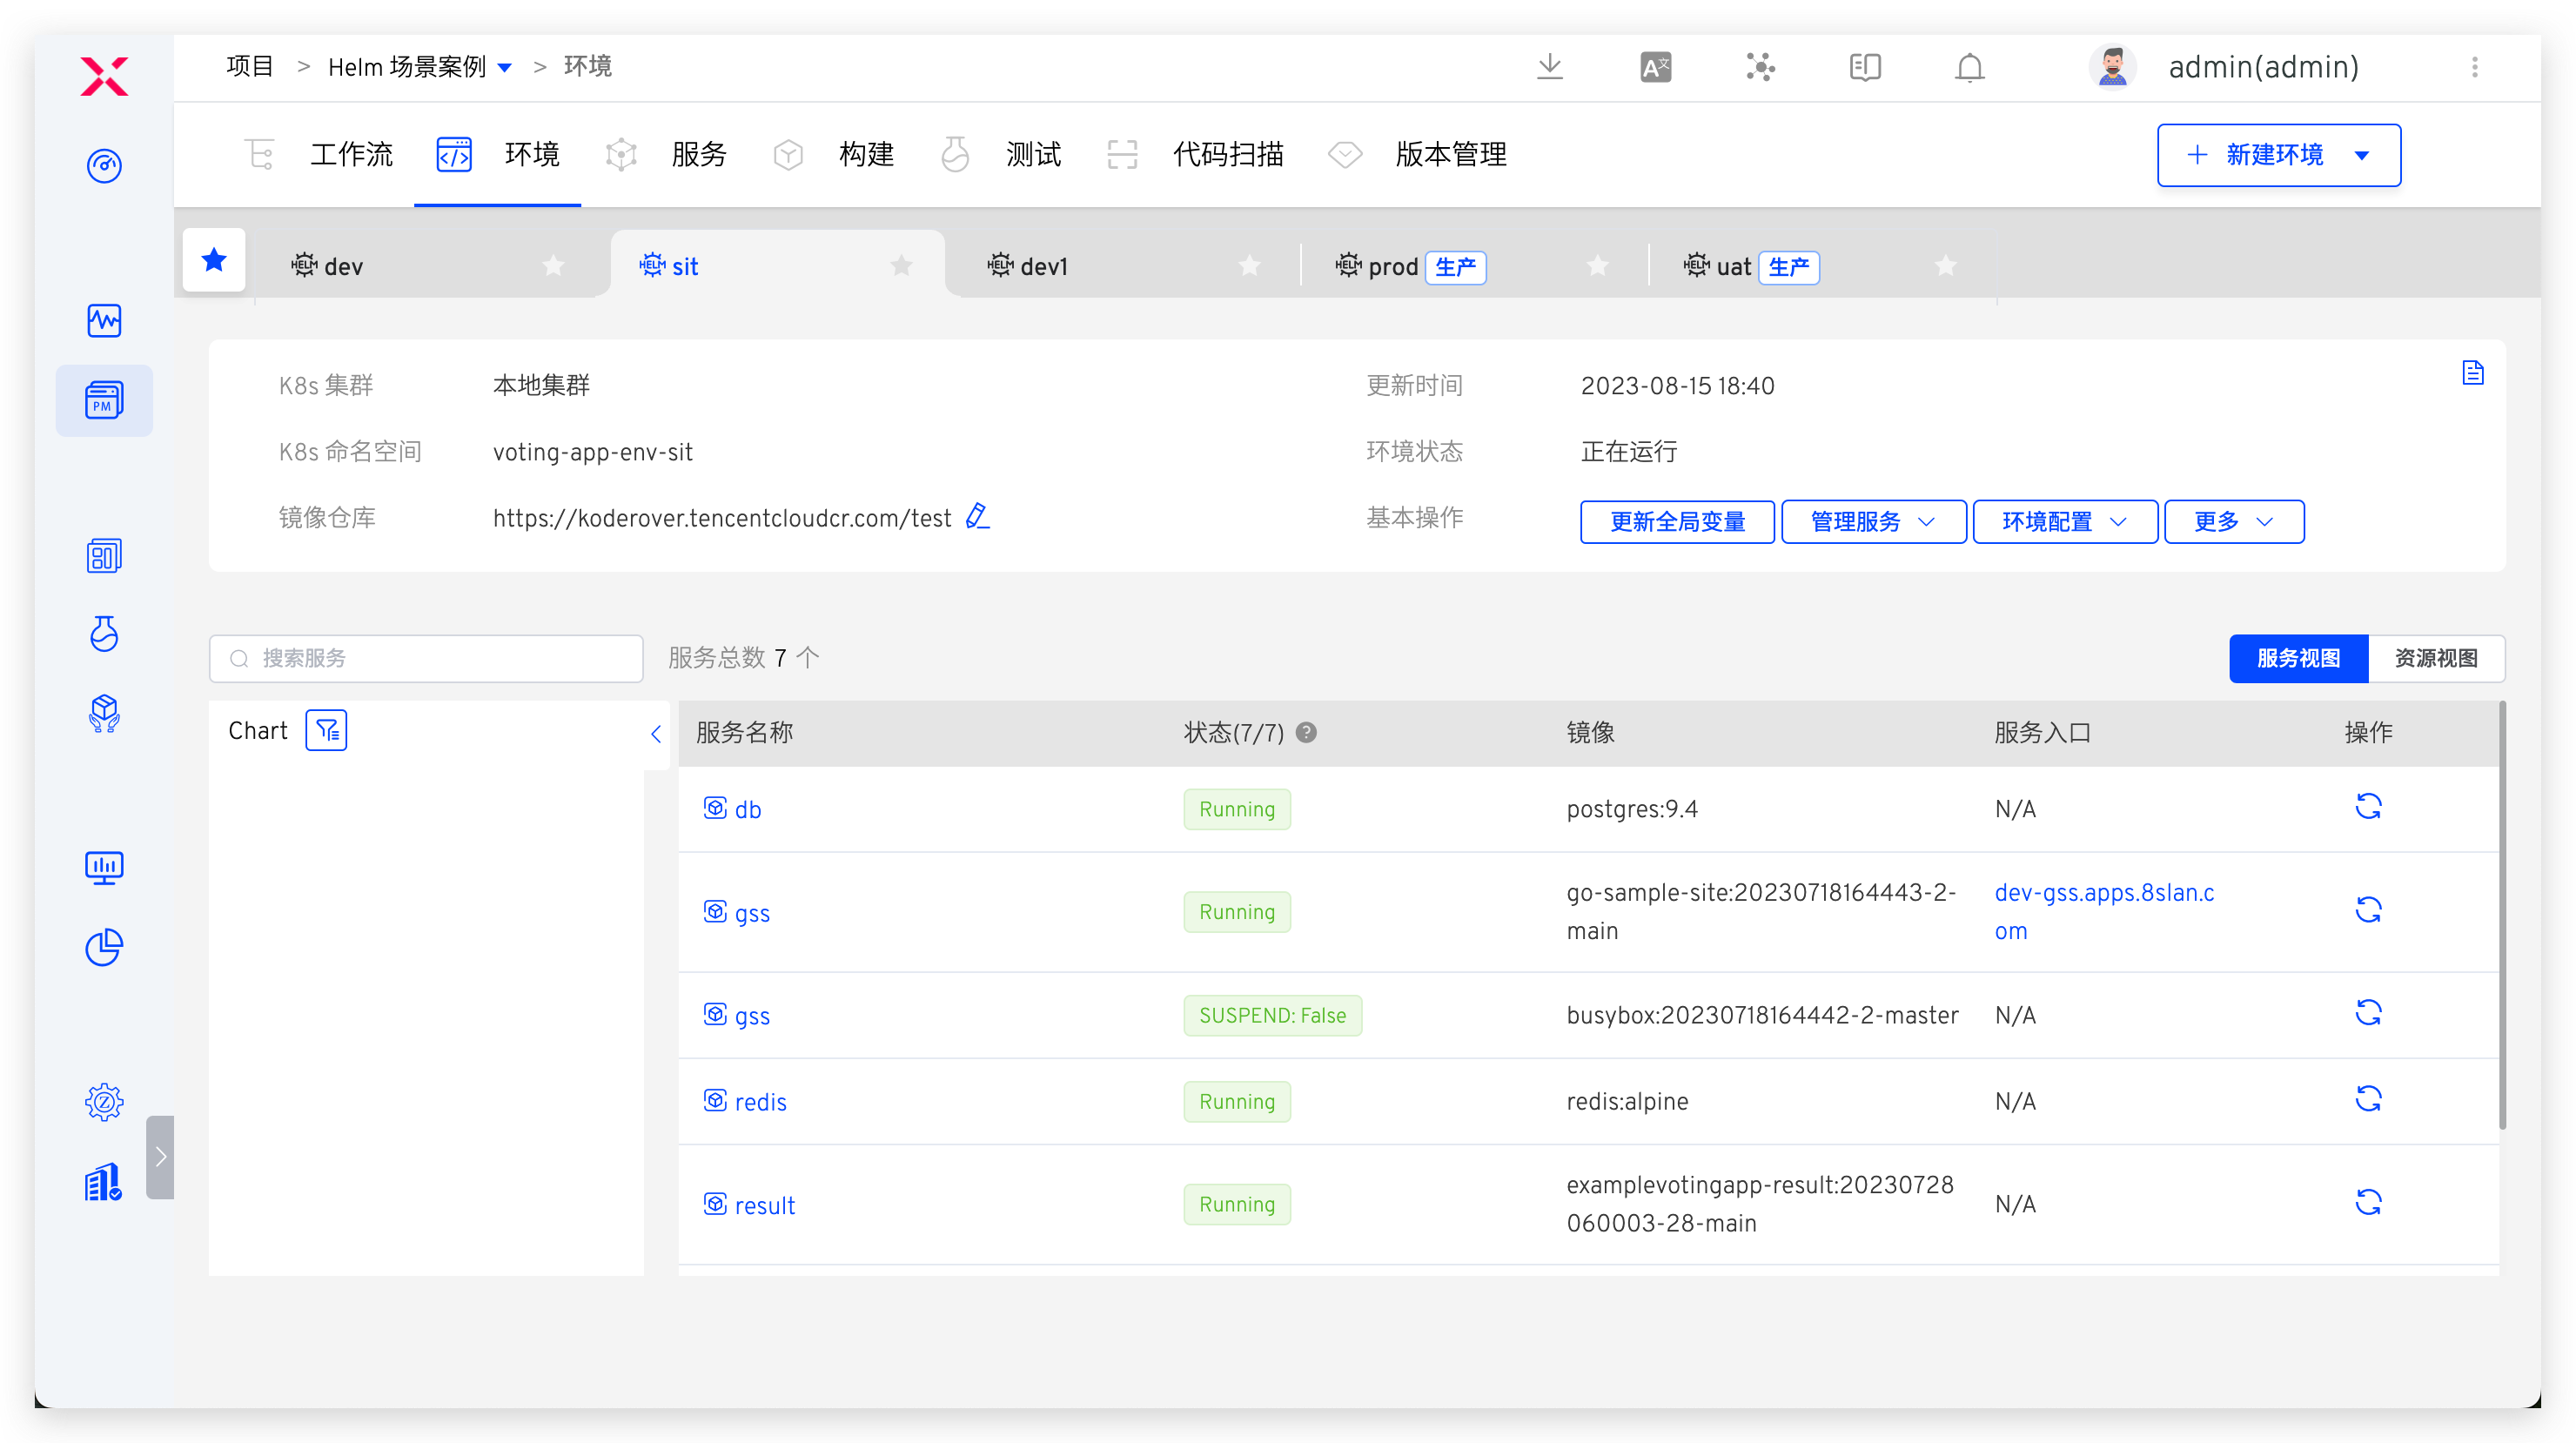 项目 > Helm 场景案例 > 环境
admin(admin)
工作流 环境 服务 构建 测试 代码扫描 版本管理
+ 新建环境
HELM dev
HELM sit
HELM dev1
HELM prod 生产
HELM uat 生产
PM
K8s 集群 本地集群
更新时间 2023-08-15 18:40
K8s 命名空间 voting-app-env-sit
环境状态 正在运行
镜像仓库 https://koderover.tencentcloudcr.com/test
基本操作 更新全局变量 管理服务 环境配置 更多
搜索服务
服务总数 7 个
服务视图 资源视图
Chart
服务名称 状态(7/7) 镜像 服务入口 操作
db Running postgres:9.4 N/A
gss Running go-sample-site:20230718164443-2-
main
dev-gss.apps.8slan.c
om
gss SUSPEND: False busybox:20230718164442-2-master N/A
redis Running redis:alpine N/A
result Running examplevotingapp-result:20230728
060003-28-main
N/A